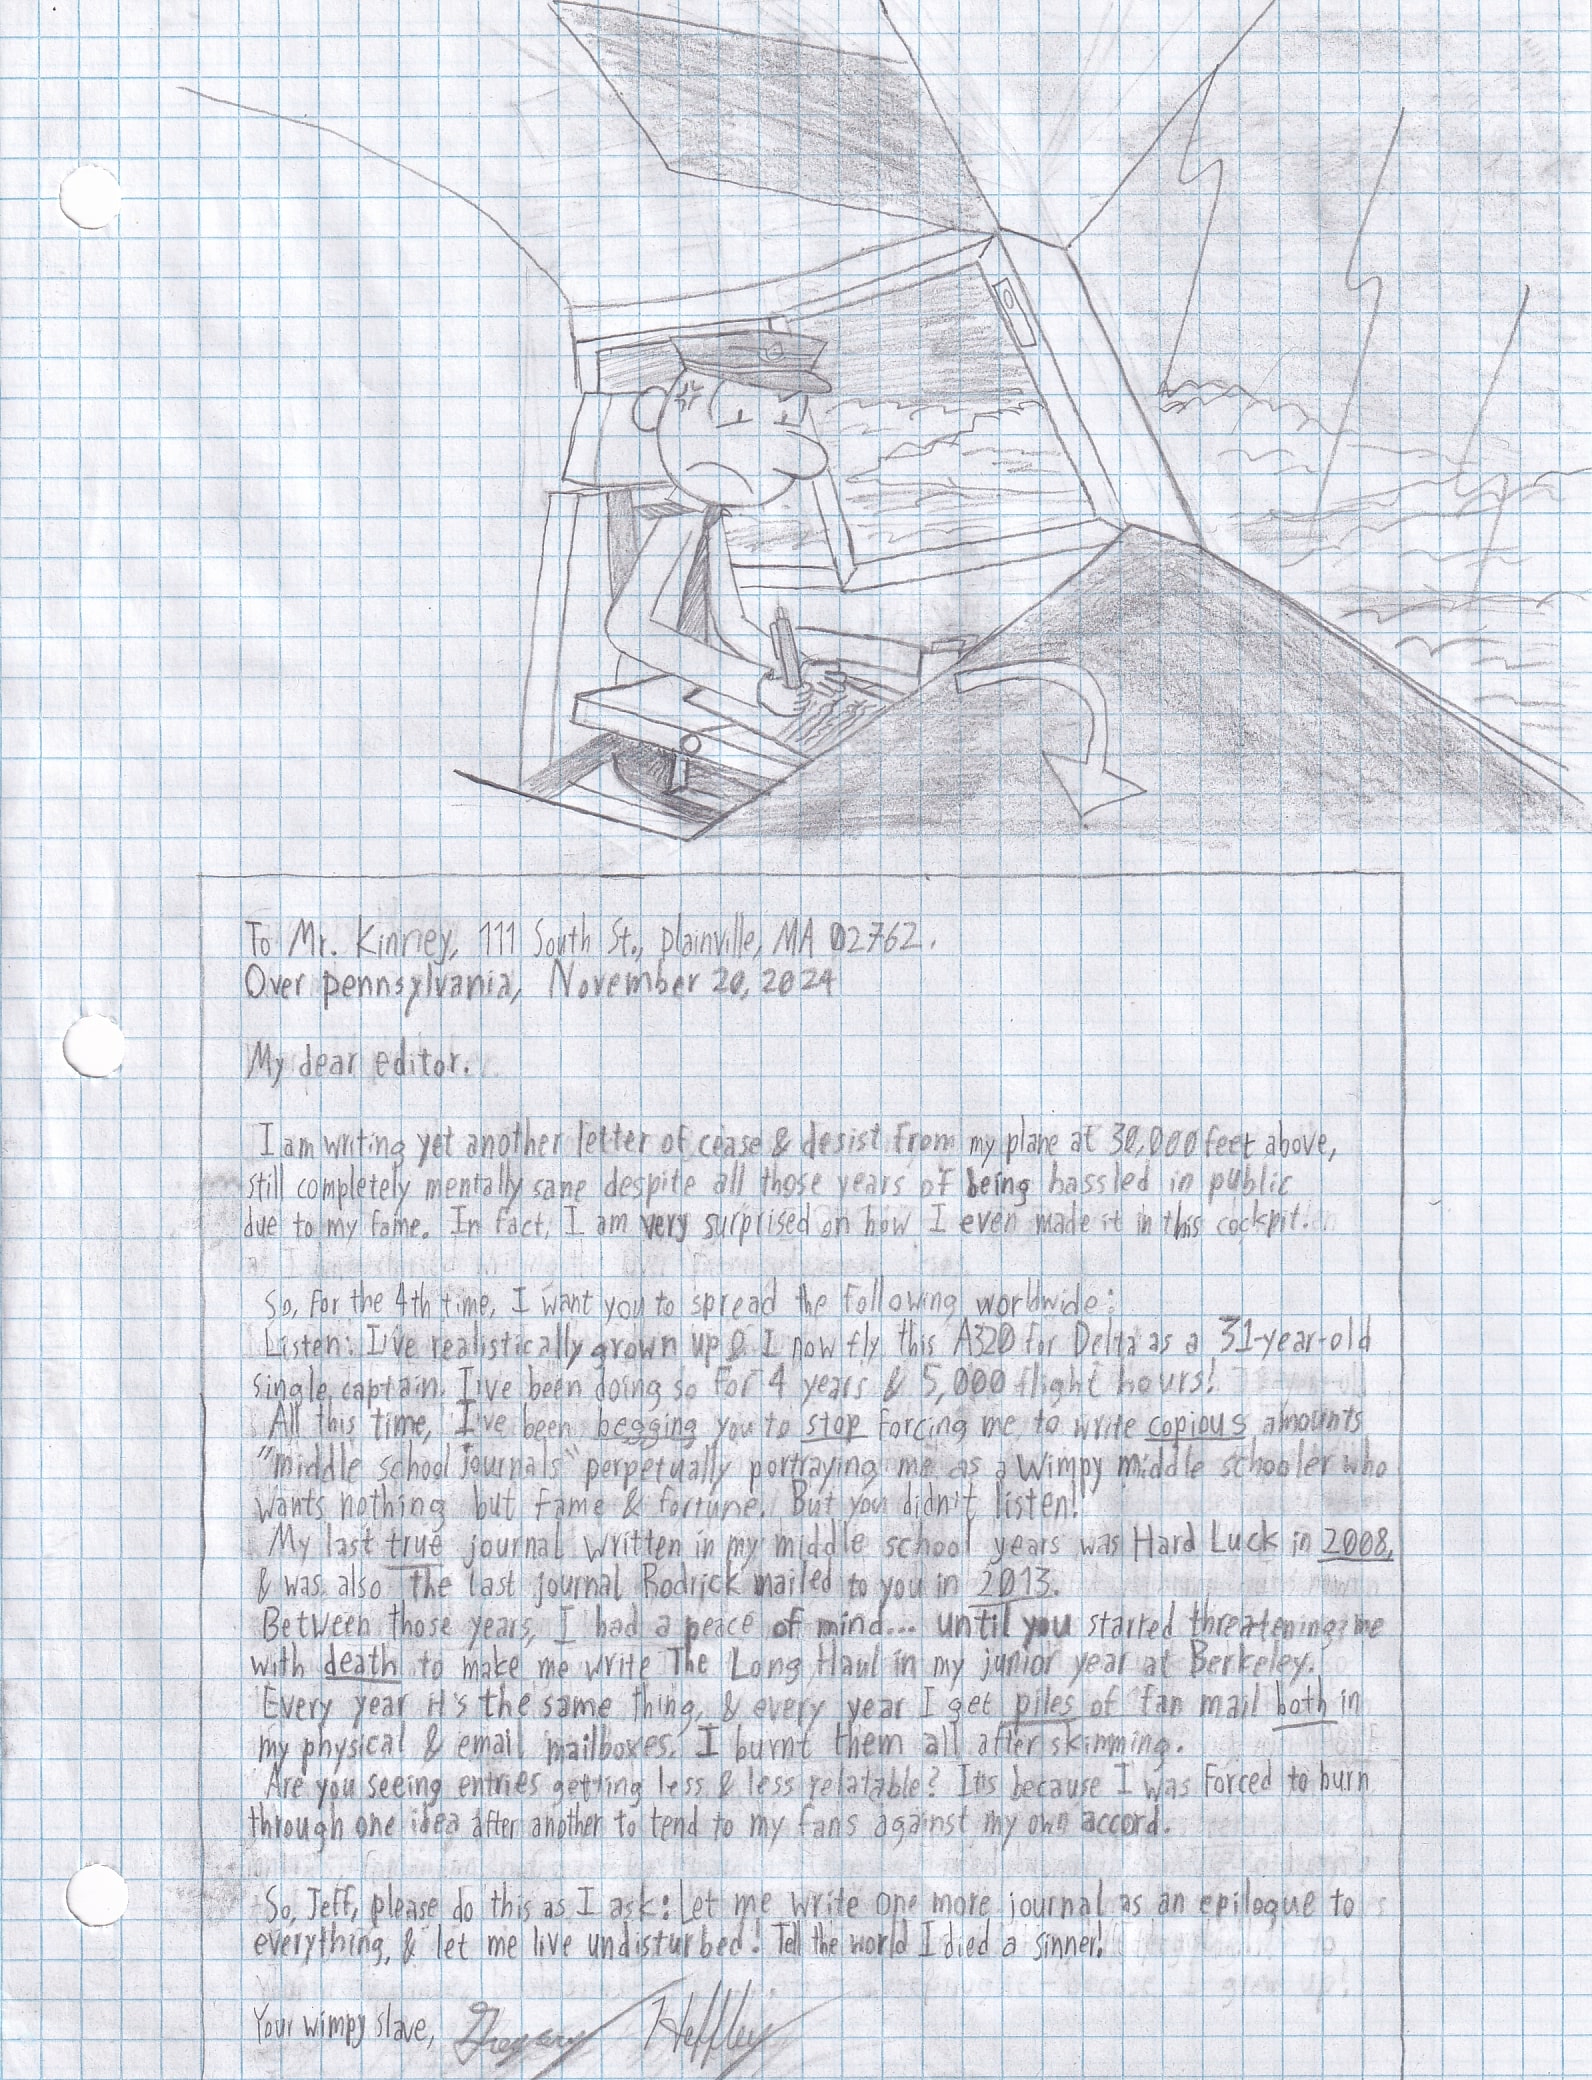 To Mr. Kinney, 111 South St., plainville, MA 02762.
Over pennsylvania, November 20, 2024
My dear editor.
I am writing yet another letter of cease & desist from my plane at 30,000 feet above,
still completely mentally sane despite all those years of being hassled in public
due to my fame. In fact, I am very surprised on how I even made it in this cockpit.
So, for the 4th time, I want you to spread the following worldwide:
Listen: I've realistically grown up & I now fly this A320 for Delta as a 31-year-old
single captain. I've been doing so for 4 years & 5,000 flight hours!
All this time, I've been begging you to stop forcing me to write copious amounts
"middle school journals" perpetually portraying me as a wimpy middle schooler who
wants nothing but fame & fortune. But you didn't listen!
My last true journal written in my middle school years was Hard Luck in 2008,
& was also the last journal Rodrick mailed to you in 2013.
Between those years, I had a peace of mind... until you started threatening me
with death to make me write The Long Haul in my junior year at Berkeley.
Every year it's the same thing, & every year I get piles of fan mail both in
my physical & email mailboxes. I burnt them all after skimming.
Are you seeing entries getting less & less relatable? It's because I was forced to burn
through one idea after another to tend to my fans against my own accord.
So, Jeff, please do this as I ask: Let me write one more journal as an epilogue to
everything, & let me live undisturbed! Tell the world I died a sinner!
Your wimpy slave, Gregory Heffley